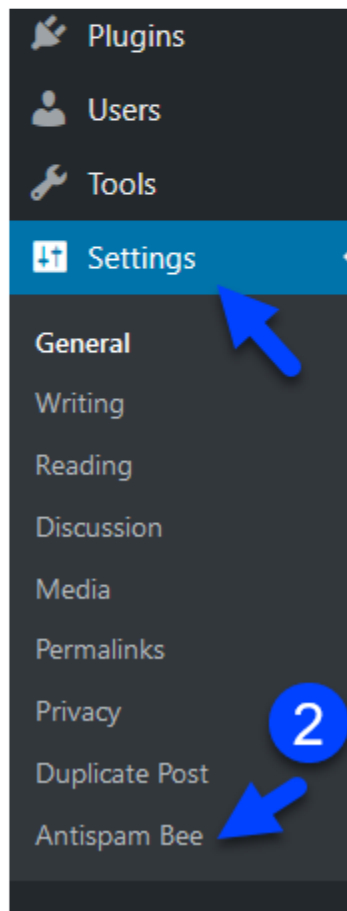 Plugins
Users
Tools
Settings
General
Writing
Reading
Discussion
Media
Permalinks
Privacy
2
Duplicate Post
Antispam Bee